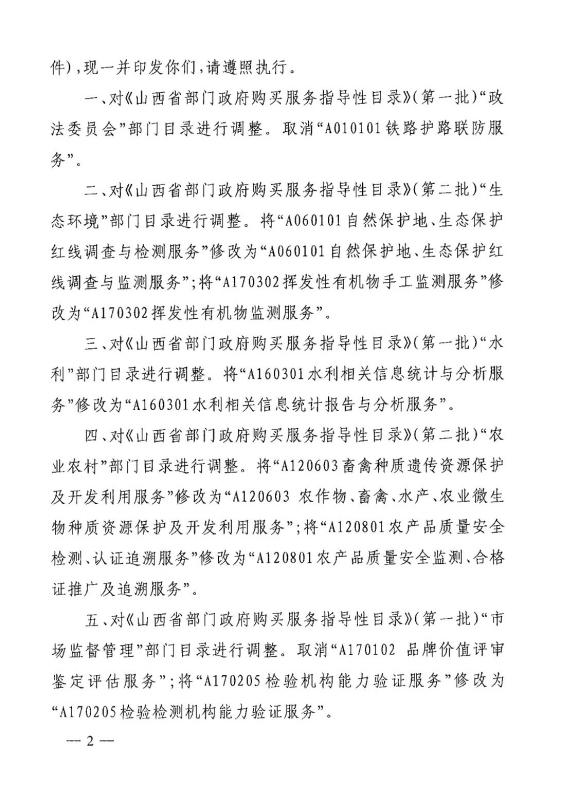 件),现一并印发你们,请遵照执行。
一、对《山西省部门政府购买服务指导性目录》(第一批)“政
法委员会”部门目录进行调整。取消“A010101铁路护路联防服
务”。
二、对《山西省部门政府购买服务指导性目录》(第二批)“生
态环境”部门目录进行调整。将“A060101自然保护地、生态保护
红线调查与检测服务”修改为“A060101自然保护地、生态保护红
线调查与监测服务”;将“A170302挥发性有机物手工监测服务”修
改为“A170302挥发性有机物监测服务”。
三、对《山西省部门政府购买服务指导性目录》(第一批)“水
利”部门目录进行调整。将“A160301水利相关信息统计与分析服
务”修改为“A160301水利相关信息统计报告与分析服务”。
四、对《山西省部门政府购买服务指导性目录》(第二批)“农
业农村”部门目录进行调整。将“A120603畜禽种质遗传资源保护
及开发利用服务”修改为“A120603 农作物、畜禽、水产、农业微生
物种质资源保护及开发利用服务”;将“A120801农产品质量安全
检测、认证追溯服务”修改为“A120801农产品质量安全监测、合格
证推广及追溯服务”。
五、对《山西省部门政府购买服务指导性目录》(第一批)“市
场监督管理”部门目录进行调整。取消“A170102 品牌价值评审
鉴定评估服务”;将“A170205检验机构能力验证服务”修改为
“A170205检验检测机构能力验证服务”。
— 2 —